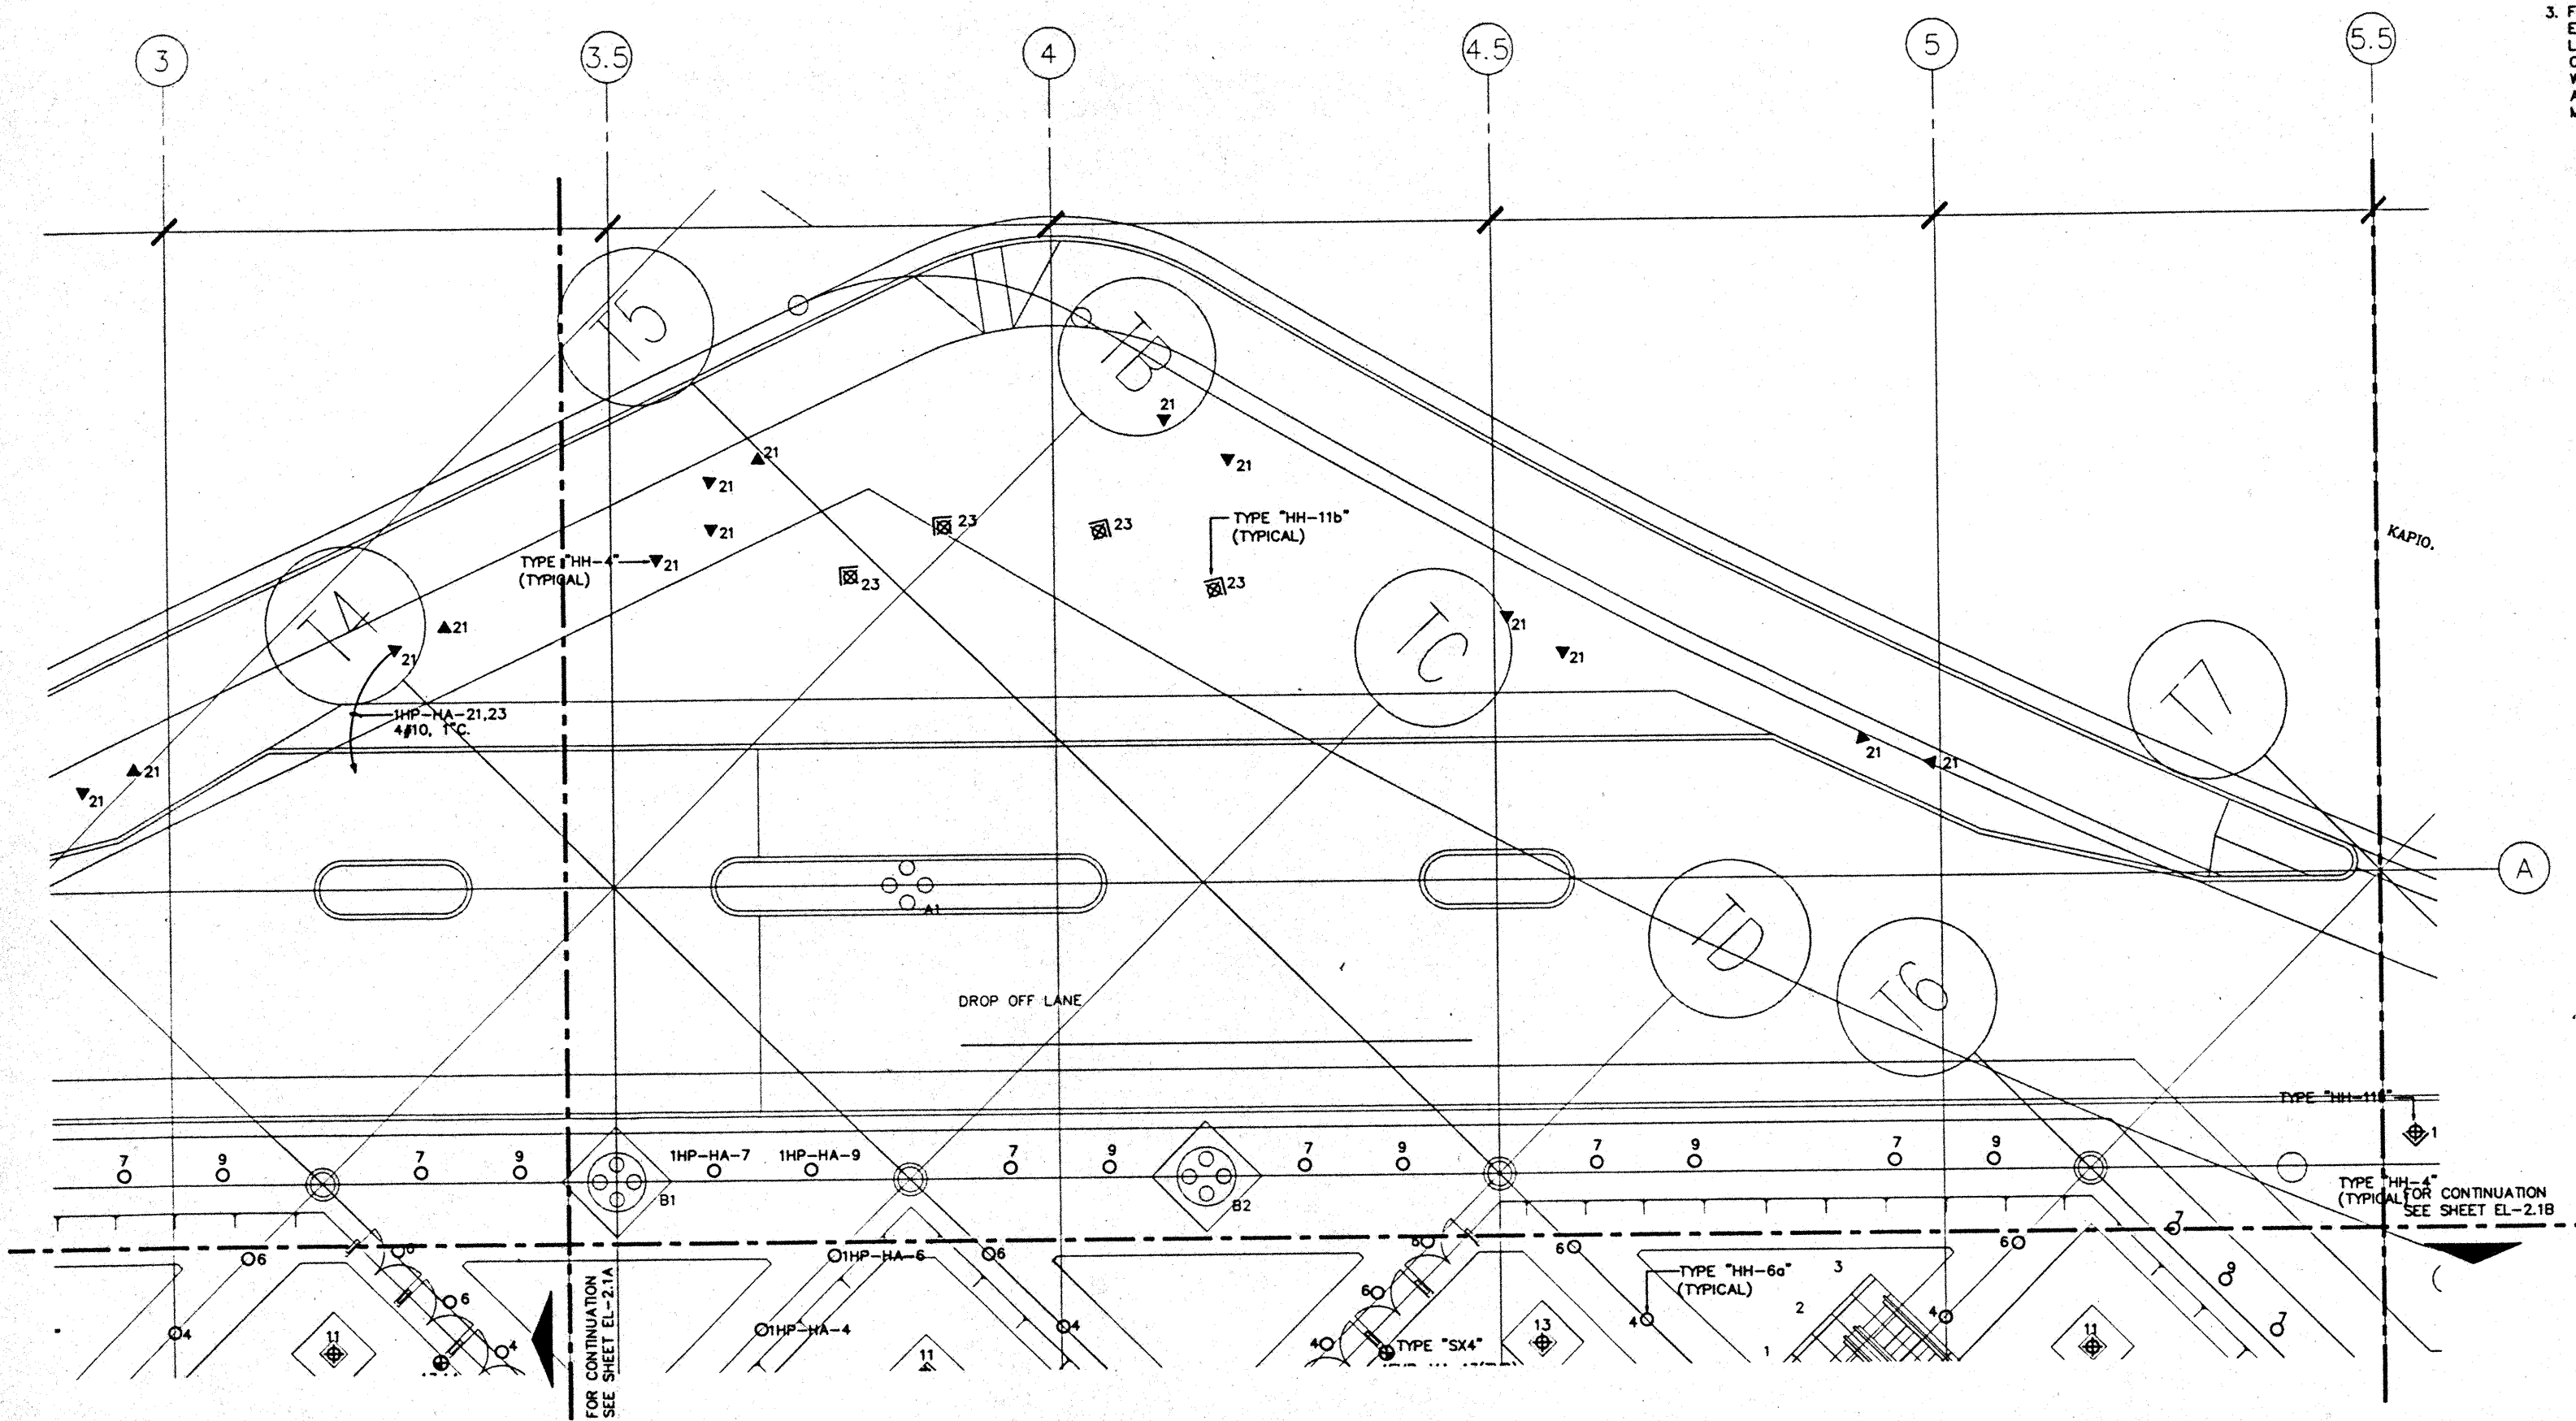 3
3.5
4
4.5
5
5.5
3.
T5
TB
21
21
21
21
21
TYPE "HH-4"
(TYPICAL)
21
23
23
23
23
TYPE "HH-11b"
(TYPICAL)
KAPIO.
T4
21
21
TC
21
21
T7
1HP-HA-21,23
4#10, 1"C.
21
21
21
21
A
A1
TD
T6
DROP OFF LANE
1
7
9
7
9
1HP-HA-7
1HP-HA-9
7
9
7
9
7
9
7
9
B1
B2
TYPE "HH-4"
(TYPICAL)
FOR CONTINUATION
SEE SHEET EL-2.1B
7
6
6
6
4
4
11
1HP-HA-6
6
1HP-HA-4
4
11
6
6
4
6
4
TYPE "HH-6a"
(TYPICAL)
TYPE "SX4"
13
3
2
1
4
6
11
9
7
FOR CONTINUATION
SEE SHEET EL-2.1A